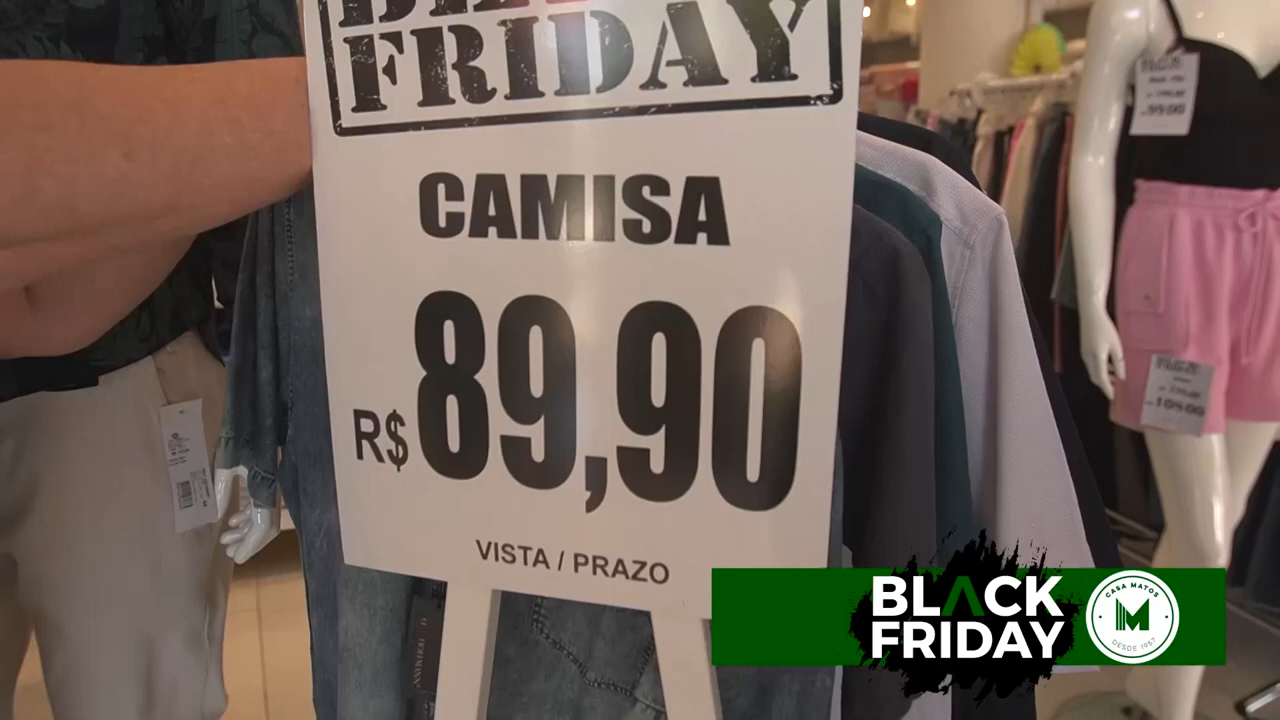 FRIDAY
CAMISA
R$ 89,90
VISTA / PRAZO
BLACK
FRIDAY
CASA MATOS
M
DESDE 1957